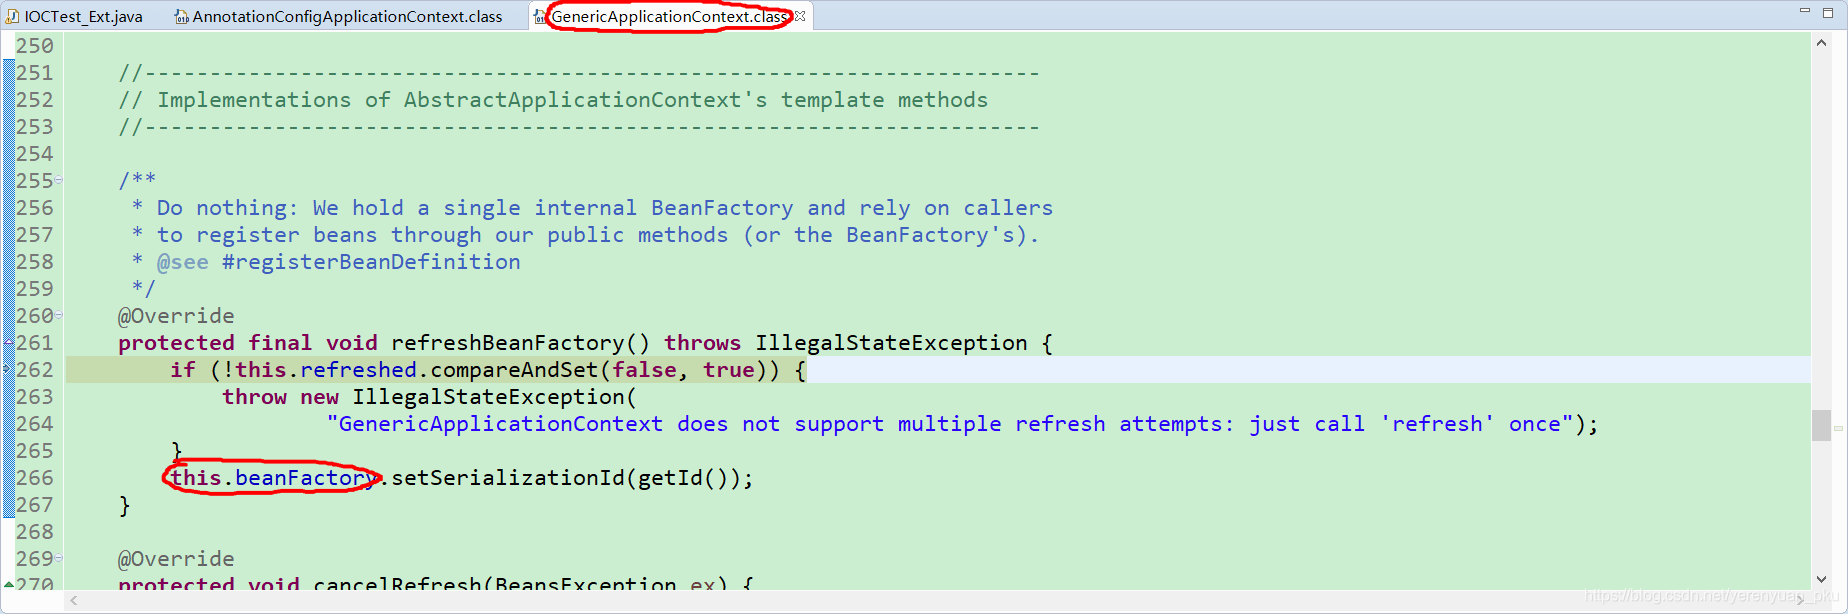 IOCTest_Ext.java AnnotationConfigApplicationContext.class GenericApplicationContext.class
250
251 //---------------------------------------------------------------------
252 // Implementations of AbstractApplicationContext's template methods
253 //---------------------------------------------------------------------
254
255 /**
256 * Do nothing: We hold a single internal BeanFactory and rely on callers
257 * to register beans through our public methods (or the BeanFactory's).
258 * @see #registerBeanDefinition
259 */
260 @Override
261 protected final void refreshBeanFactory() throws IllegalStateException {
262 if (!this.refreshed.compareAndSet(false, true)) {
263 throw new IllegalStateException(
264 "GenericApplicationContext does not support multiple refresh attempts: just call 'refresh' once");
265 }
266 this.beanFactory.setSerializationId(getId());
267 }
268
269 @Override
270 protected void cancelRefresh(BeansException ex) {
https://blog.csdn.net/yerenyuan_pku